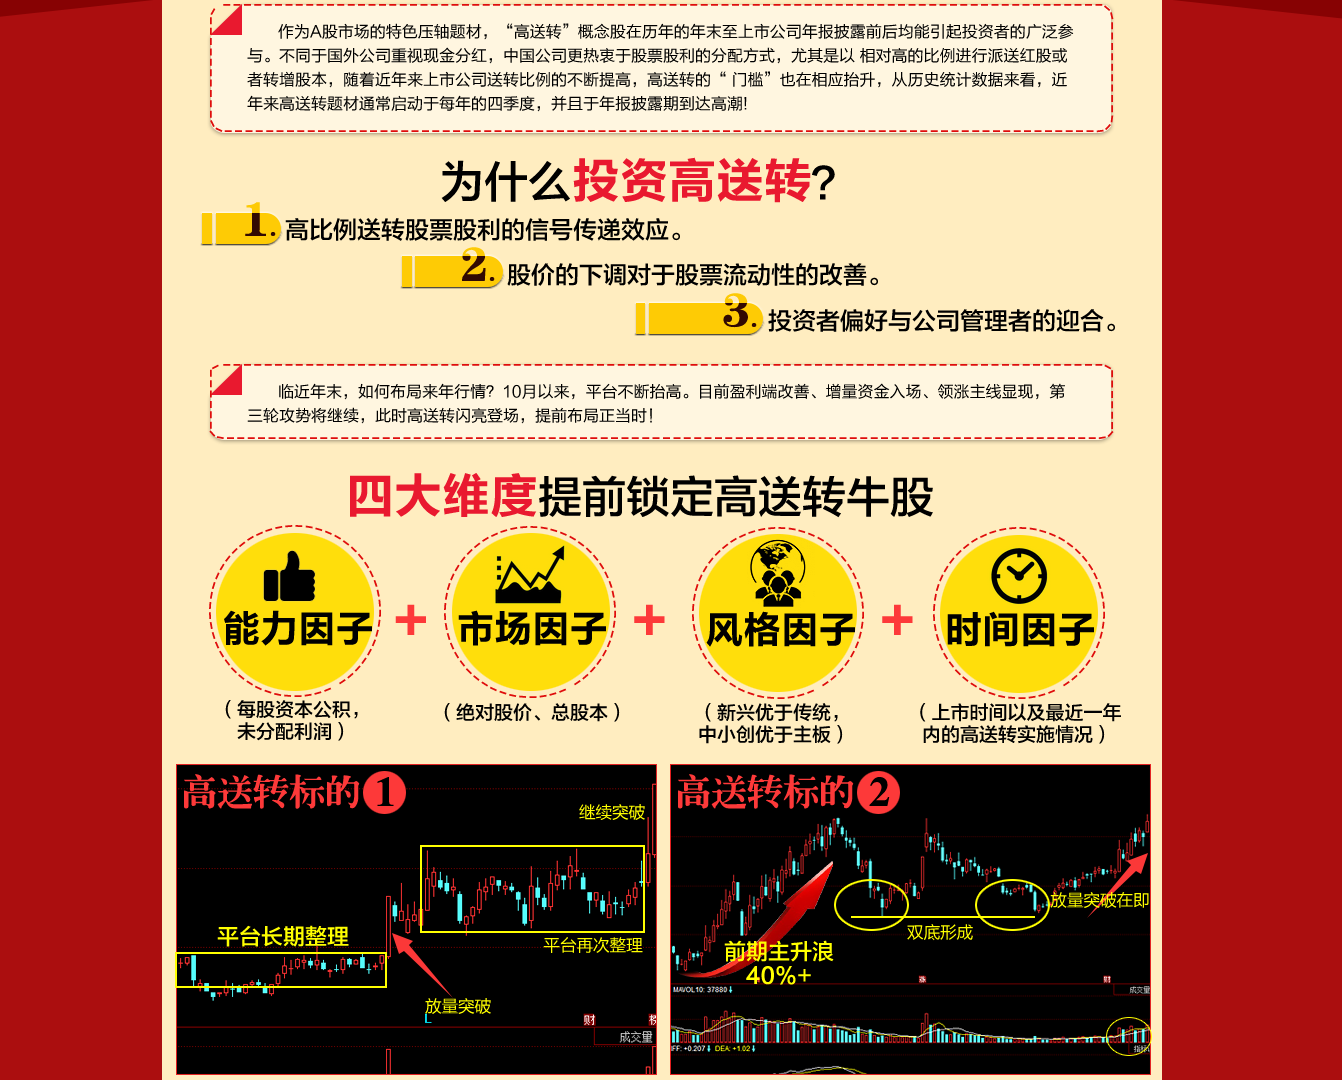 作为A股市场的特色压轴题材，“高送转”概念股在历年的年末至上市公司年报披露前后均能引起投资者的广泛参
与。不同于国外公司重视现金分红，中国公司更热衷于股票股利的分配方式，尤其是以 相对高的比例进行派送红股或
者转增股本，随着近年来上市公司送转比例的不断提高，高送转的“ 门槛”也在相应抬升，从历史统计数据来看，近
年来高送转题材通常启动于每年的四季度，并且于年报披露期到达高潮！
为什么投资高送转?
1.高比例送转股票股利的信号传递效应。
2.股价的下调对于股票流动性的改善。
3.投资者偏好与公司管理者的迎合。
临近年末，如何布局来年行情？10月以来，平台不断抬高。目前盈利端改善、增量资金入场、领涨主线显现，第
三轮攻势将继续，此时高送转闪亮登场，提前布局正当时！
四大维度提前锁定高送转牛股
能力因子 + 市场因子 + 风格因子 + 时间因子
（每股资本公积，
未分配利润）
（绝对股价、总股本）
（新兴优于传统，
中小创优于主板）
（上市时间以及最近一年
内的高送转实施情况）
高送转标的1
继续突破
平台长期整理
平台再次整理
放量突破
财
成交量
高送转标的2
放量突破在即
双底形成
前期主升浪
40%+
涨
财
MAVOL10: 37880
成交量
IFF: +0.207 DEA: +1.02
指标